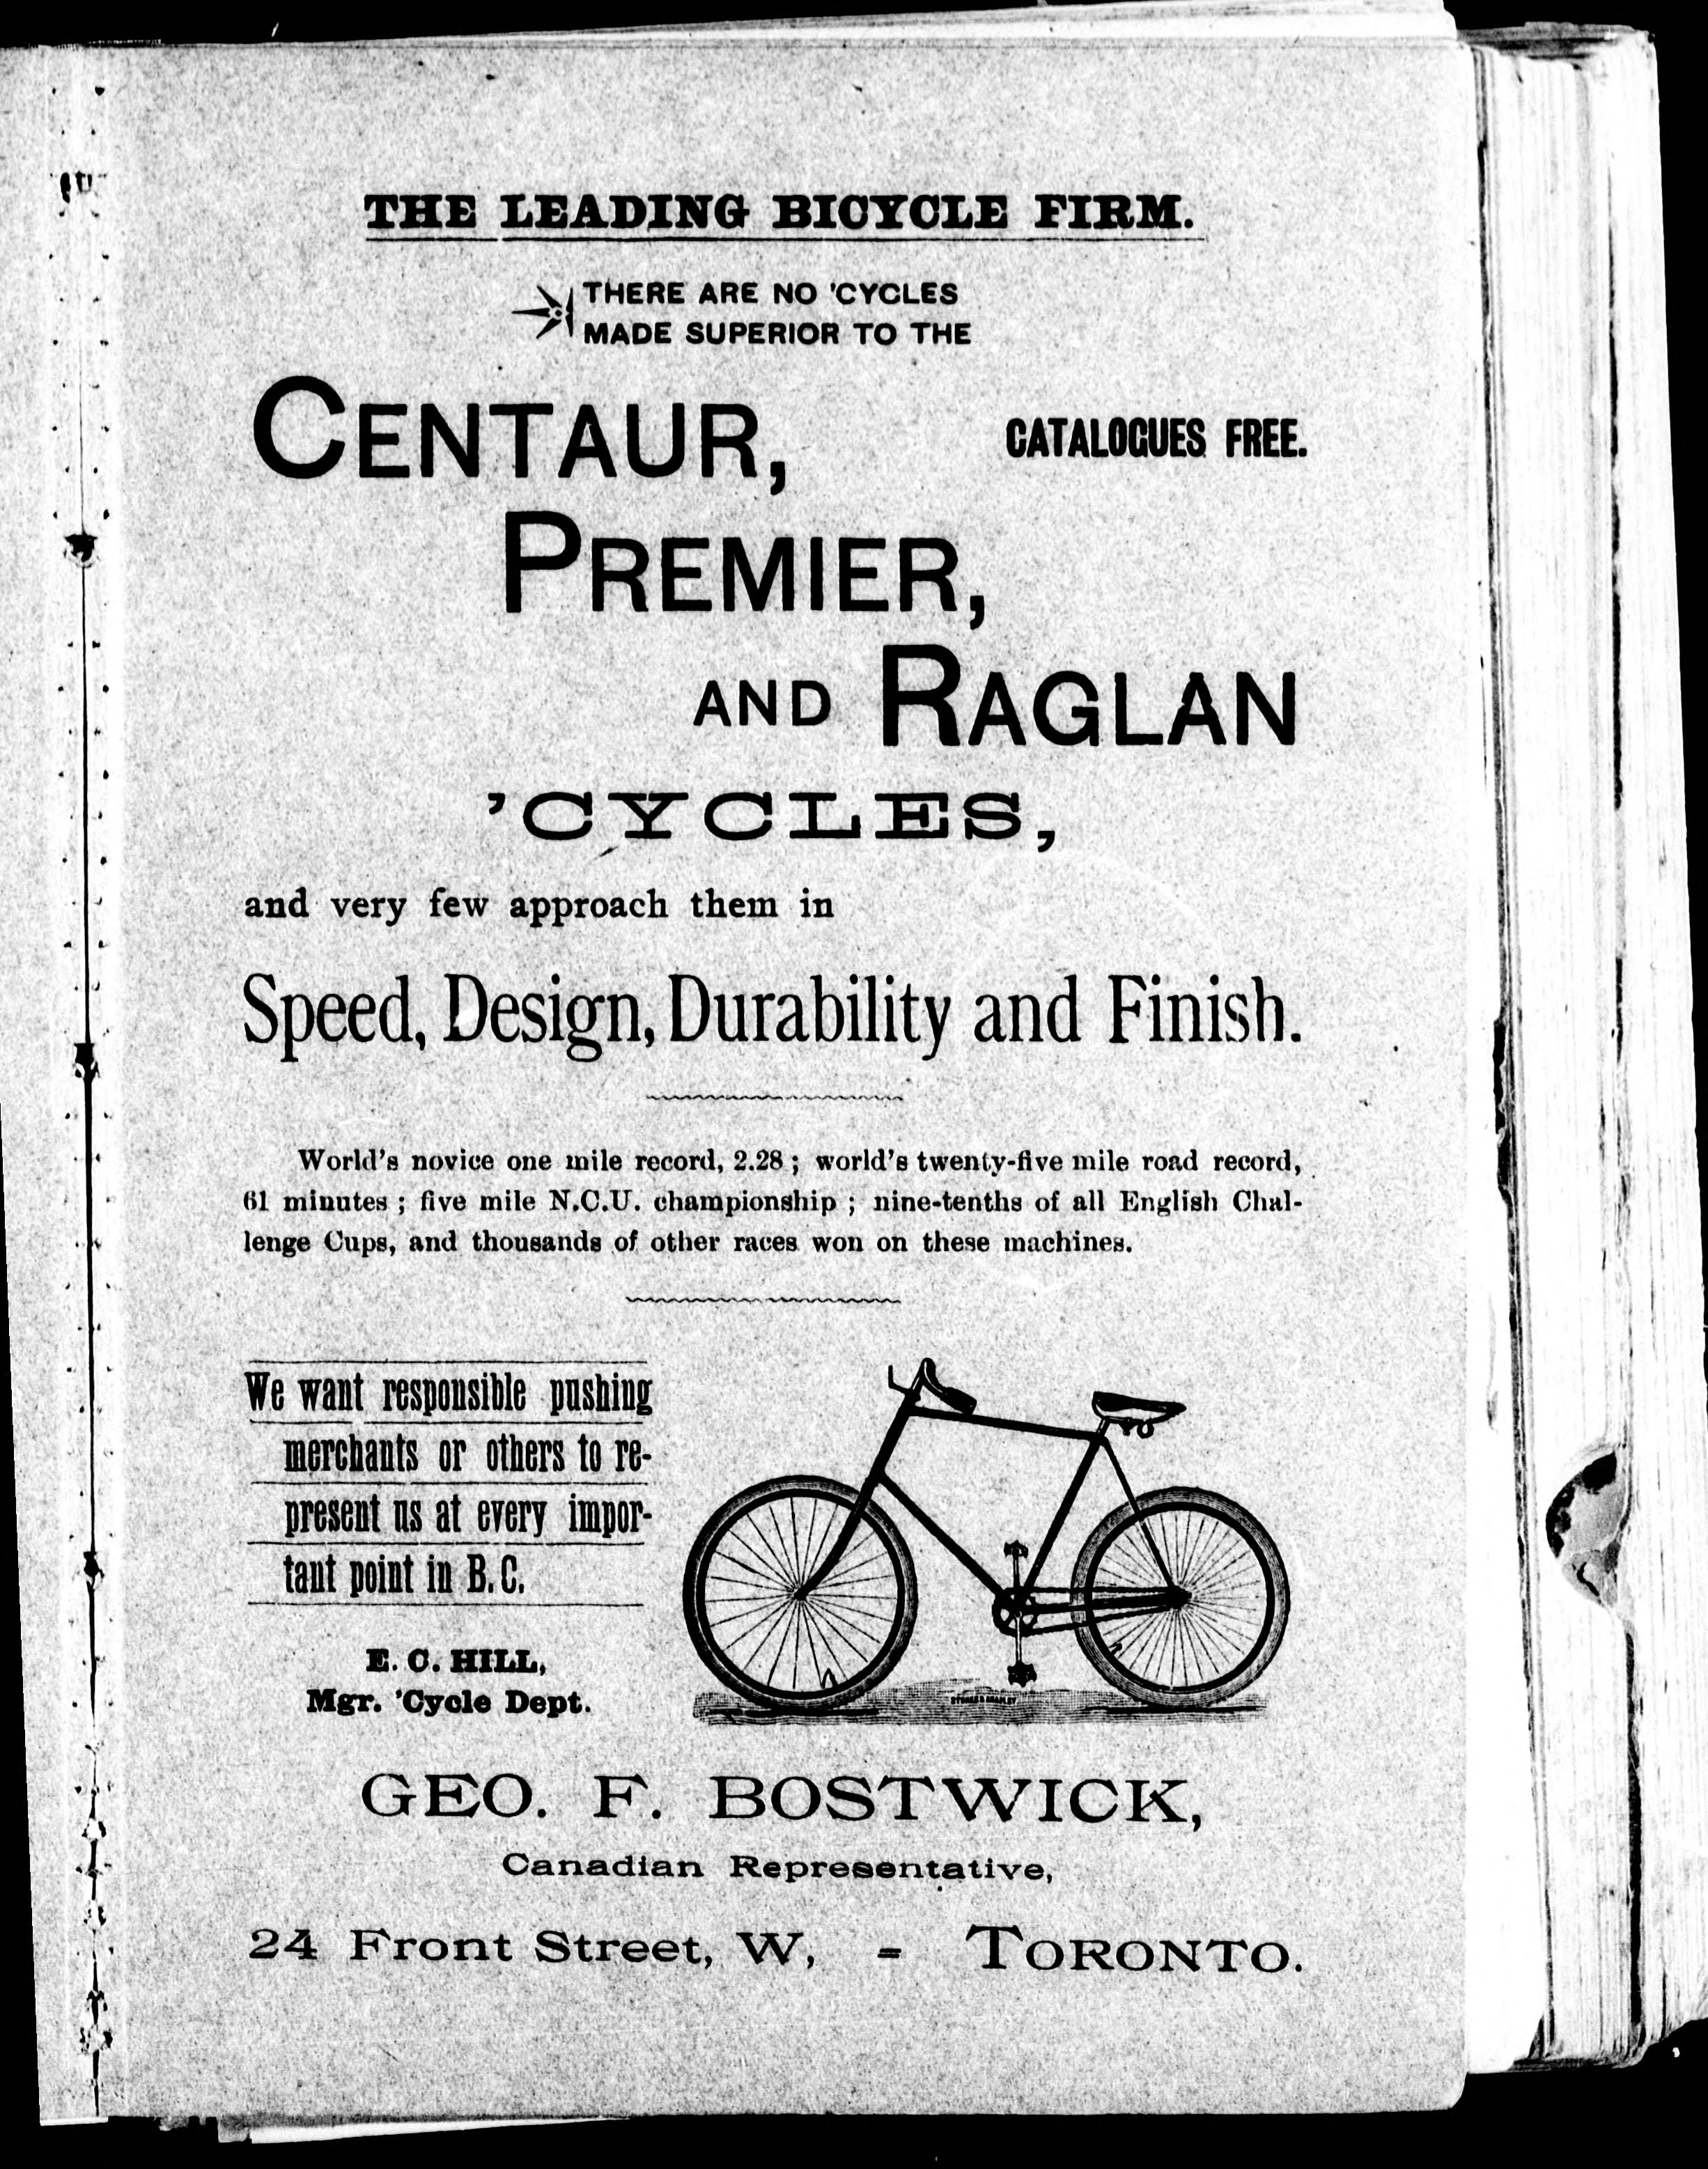 THE LEADING BICYCLE FIRM.
THERE ARE NO 'CYCLES
MADE SUPERIOR TO THE
CENTAUR,
CATALOGUES FREE.
PREMIER,
AND RAGLAN
'CYCLES,
and very few approach them in
Speed, Design, Durability and Finish.
World's novice one mile record, 2.28 ; world's twenty-five mile road record,
61 minutes ; five mile N.C.U. championship ; nine-tenths of all English Chal-
lenge Cups, and thousands of other races won on these machines.
We want responsible pushing
merchants or others to re-
present us at every impor-
tant point in B.C.
E. C. HILL,
Mgr. 'Cycle Dept.
GEO. F. BOSTWICK,
Canadian Representative,
24 Front Street, W, - TORONTO.